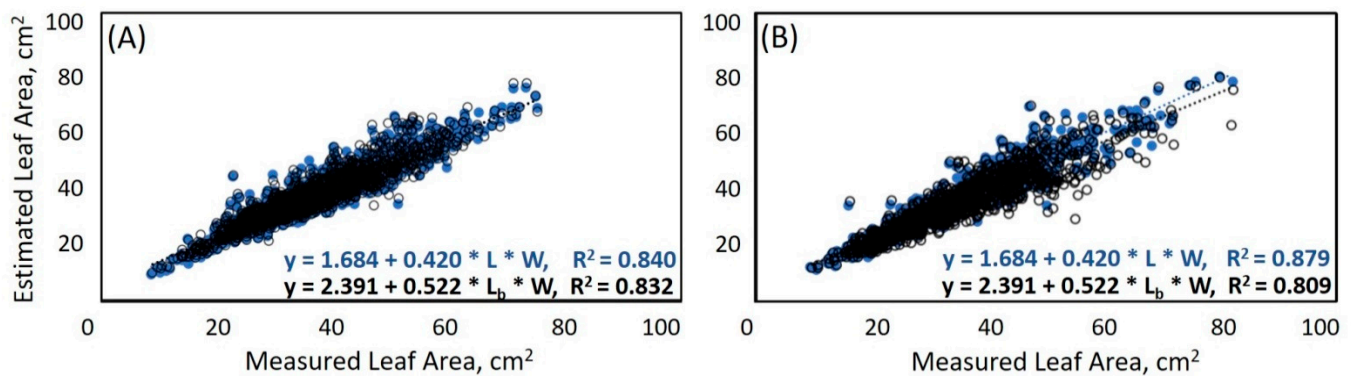 100
80
60
40
20
Estimated Leaf Area, cm²
(A)
y = 1.684 + 0.420 * L * W, R² = 0.840
y = 2.391 + 0.522 * Lb * W, R² = 0.832
0 20 40 60 80 100
Measured Leaf Area, cm²
100
80
60
40
20
(B)
y = 1.684 + 0.420 * L * W, R² = 0.879
y = 2.391 + 0.522 * Lb * W, R² = 0.809
0 20 40 60 80 100
Measured Leaf Area, cm²